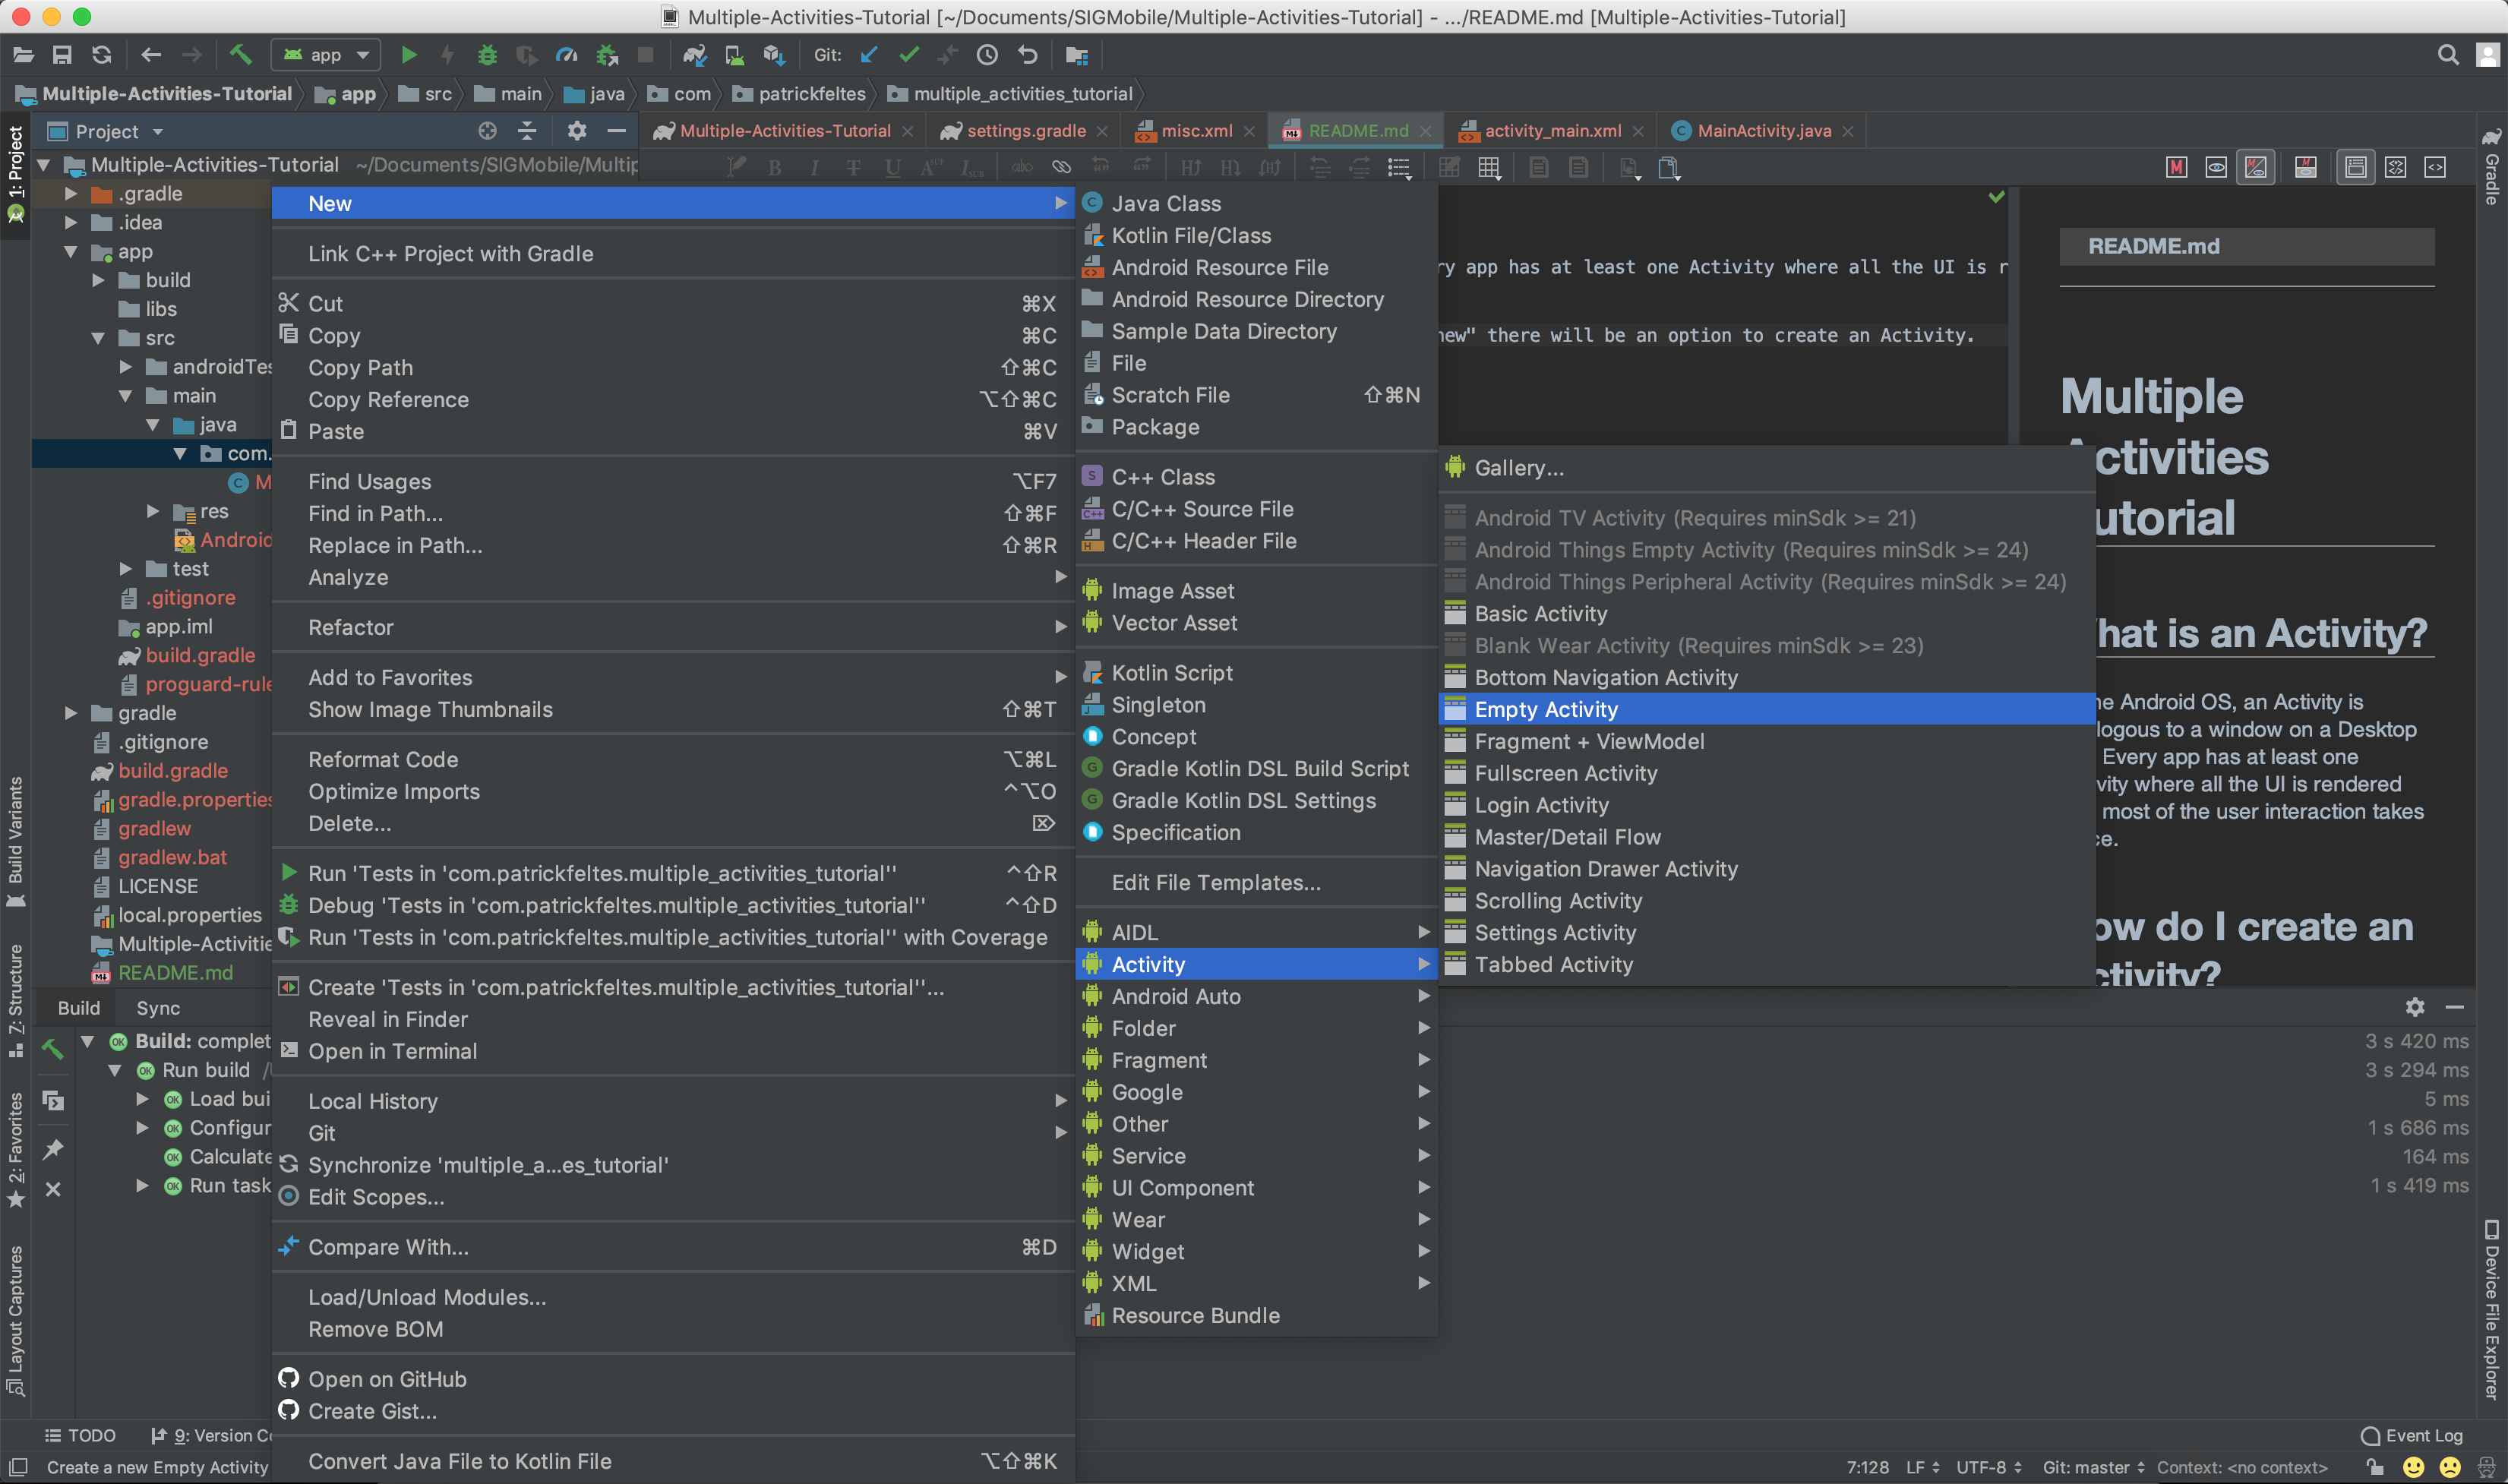 Multiple-Activities-Tutorial [~/Documents/SIGMobile/Multiple-Activities-Tutorial] - .../README.md [Multiple-Activities-Tutorial]
app
Git:
Multiple-Activities-Tutorial app src main java com patrickfeltes multiple_activities_tutorial
Project
Multiple-Activities-Tutorial settings.gradle misc.xml README.md activity_main.xml MainActivity.java
1: Project
Build Variants
7: Structure
2: Favorites
Layout Captures
Multiple-Activities-Tutorial ~/Documents/SIGMobile/Multip
.gradle
.idea
app
build
libs
src
androidTes
main
java
com.
M
res
Android
test
.gitignore
app.iml
build.gradle
proguard-rule
gradle
.gitignore
build.gradle
gradle.properties
gradlew
gradlew.bat
LICENSE
local.properties
Multiple-Activitie
README.md
New
Link C++ Project with Gradle
Cut ⌘X
Copy ⌘C
Copy Path ⇧⌘C
Copy Reference ⌥⇧⌘C
Paste ⌘V
Find Usages ⌥F7
Find in Path... ⇧⌘F
Replace in Path... ⇧⌘R
Analyze
Refactor
Add to Favorites
Show Image Thumbnails ⇧⌘T
Reformat Code ⌥⌘L
Optimize Imports ^⌥O
Delete... ⌦
Run 'Tests in 'com.patrickfeltes.multiple_activities_tutorial'' ^⇧R
Debug 'Tests in 'com.patrickfeltes.multiple_activities_tutorial'' ^⇧D
Run 'Tests in 'com.patrickfeltes.multiple_activities_tutorial'' with Coverage
Create 'Tests in 'com.patrickfeltes.multiple_activities_tutorial''...
Reveal in Finder
Open in Terminal
Local History
Git
Synchronize 'multiple_a...es_tutorial'
Edit Scopes...
Compare With... ⌘D
Load/Unload Modules...
Remove BOM
Open on GitHub
Create Gist...
Convert Java File to Kotlin File ⌥⇧⌘K
Java Class
Kotlin File/Class
Android Resource File
Android Resource Directory
Sample Data Directory
File
Scratch File ⇧⌘N
Package
C++ Class
C/C++ Source File
C/C++ Header File
Image Asset
Vector Asset
Kotlin Script
Singleton
Concept
Gradle Kotlin DSL Build Script
Gradle Kotlin DSL Settings
Specification
Edit File Templates...
AIDL
Activity
Android Auto
Folder
Fragment
Google
Other
Service
UI Component
Wear
Widget
XML
Resource Bundle
Gallery...
Android TV Activity (Requires minSdk >= 21)
Android Things Empty Activity (Requires minSdk >= 24)
Android Things Peripheral Activity (Requires minSdk >= 24)
Basic Activity
Blank Wear Activity (Requires minSdk >= 23)
Bottom Navigation Activity
Empty Activity
Fragment + ViewModel
Fullscreen Activity
Login Activity
Master/Detail Flow
Navigation Drawer Activity
Scrolling Activity
Settings Activity
Tabbed Activity
ry app has at least one Activity where all the UI is r
new" there will be an option to create an Activity.
README.md
Multiple
Activities
Tutorial
hat is an Activity?
e Android OS, an Activity is
logous to a window on a Desktop
Every app has at least one
vity where all the UI is rendered
most of the user interaction takes
ce.
ow do I create an
ctivity?
Gradle
Device File Explorer
Build Sync
Build: complet 3 s 420 ms
Run build 3 s 294 ms
Load bui 5 ms
Configur 1 s 686 ms
Calculate 164 ms
Run task 1 s 419 ms
TODO 9: Version Co Event Log
Create a new Empty Activity 7:128 LF UTF-8 Git: master Context: <no context>